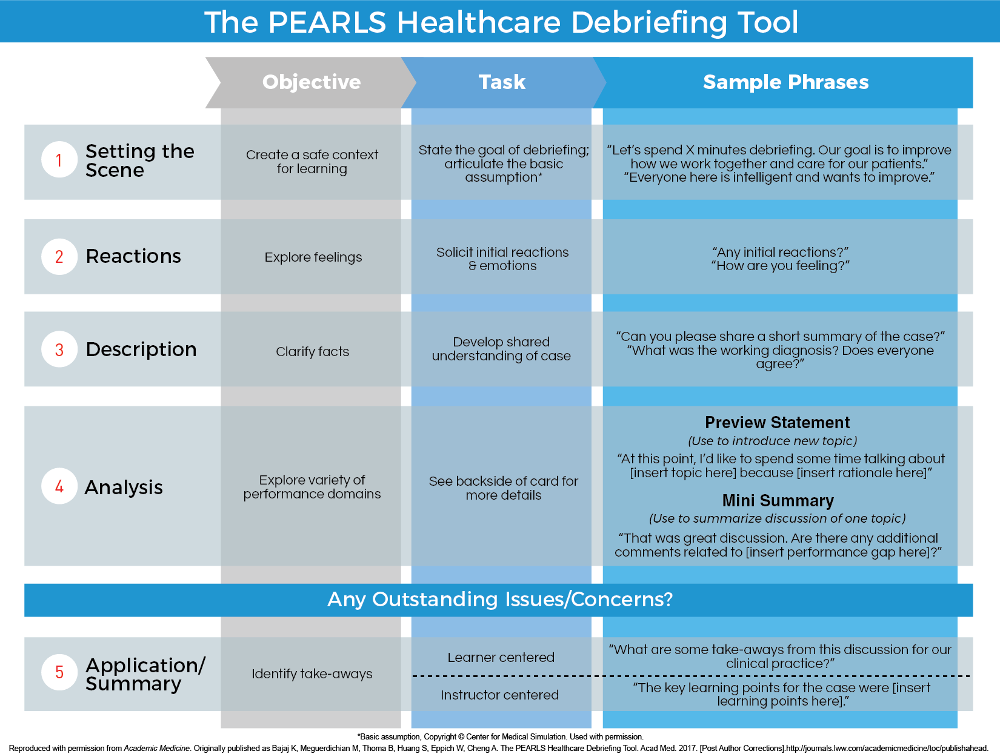 The PEARLS Healthcare Debriefing Tool
Objective
Task
Sample Phrases
1
Setting the
Scene
Create a safe context
for learning
State the goal of debriefing;
articulate the basic
assumption*
“Let’s spend X minutes debriefing. Our goal is to improve
how we work together and care for our patients.”
“Everyone here is intelligent and wants to improve.”
2
Reactions
Explore feelings
Solicit initial reactions
& emotions
“Any initial reactions?”
“How are you feeling?”
3
Description
Clarify facts
Develop shared
understanding of case
“Can you please share a short summary of the case?”
“What was the working diagnosis? Does everyone
agree?”
4
Analysis
Explore variety of
performance domains
See backside of card for
more details
Preview Statement
(Use to introduce new topic)
“At this point, I’d like to spend some time talking about
[insert topic here] because [insert rationale here]”
Mini Summary
(Use to summarize discussion of one topic)
“That was great discussion. Are there any additional
comments related to [insert performance gap here]?”
Any Outstanding Issues/Concerns?
5
Application/
Summary
Identify take-aways
Learner centered
“What are some take-aways from this discussion for our
clinical practice?”
Instructor centered
“The key learning points for the case were [insert
learning points here].”
*Basic assumption, Copyright © Center for Medical Simulation. Used with permission.
Reproduced with permission from Academic Medicine. Originally published as Bajaj K, Meguerdichian M, Thoma B, Huang S, Eppich W, Cheng A. The PEARLS Healthcare Debriefing Tool. Acad Med. 2017. [Post Author Corrections].http://journals.lww.com/academicmedicine/toc/publishahead.